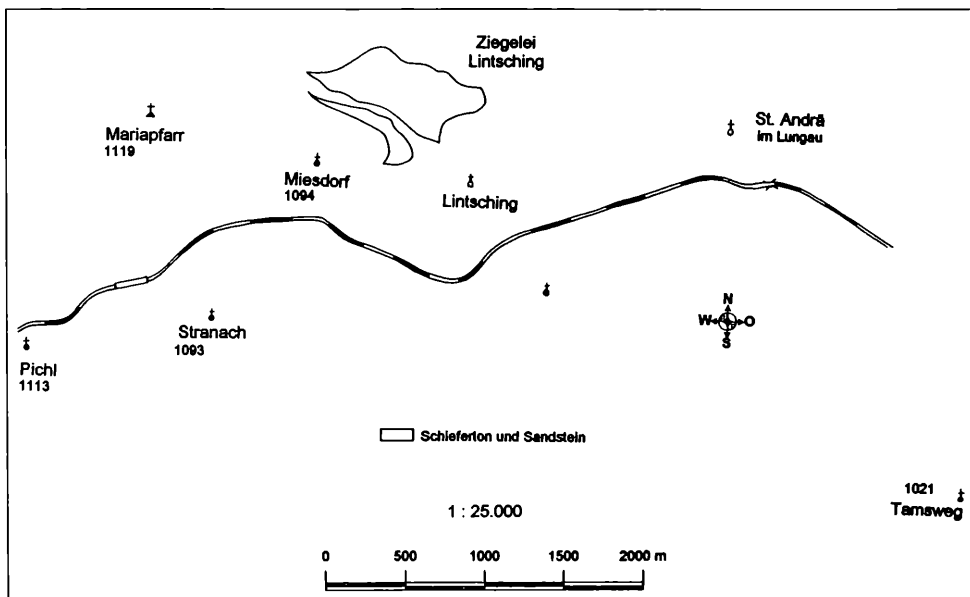 Ziegelei
Lintsching
Mariapfarr
1119
St. Andrä
im Lungau
Miesdorf
1094
Lintsching
Stranach
1093
Pichl
1113
N
W O
S
Schieferton und Sandstein
1021
Tamsweg
1 : 25.000
0 500 1000 1500 2000 m